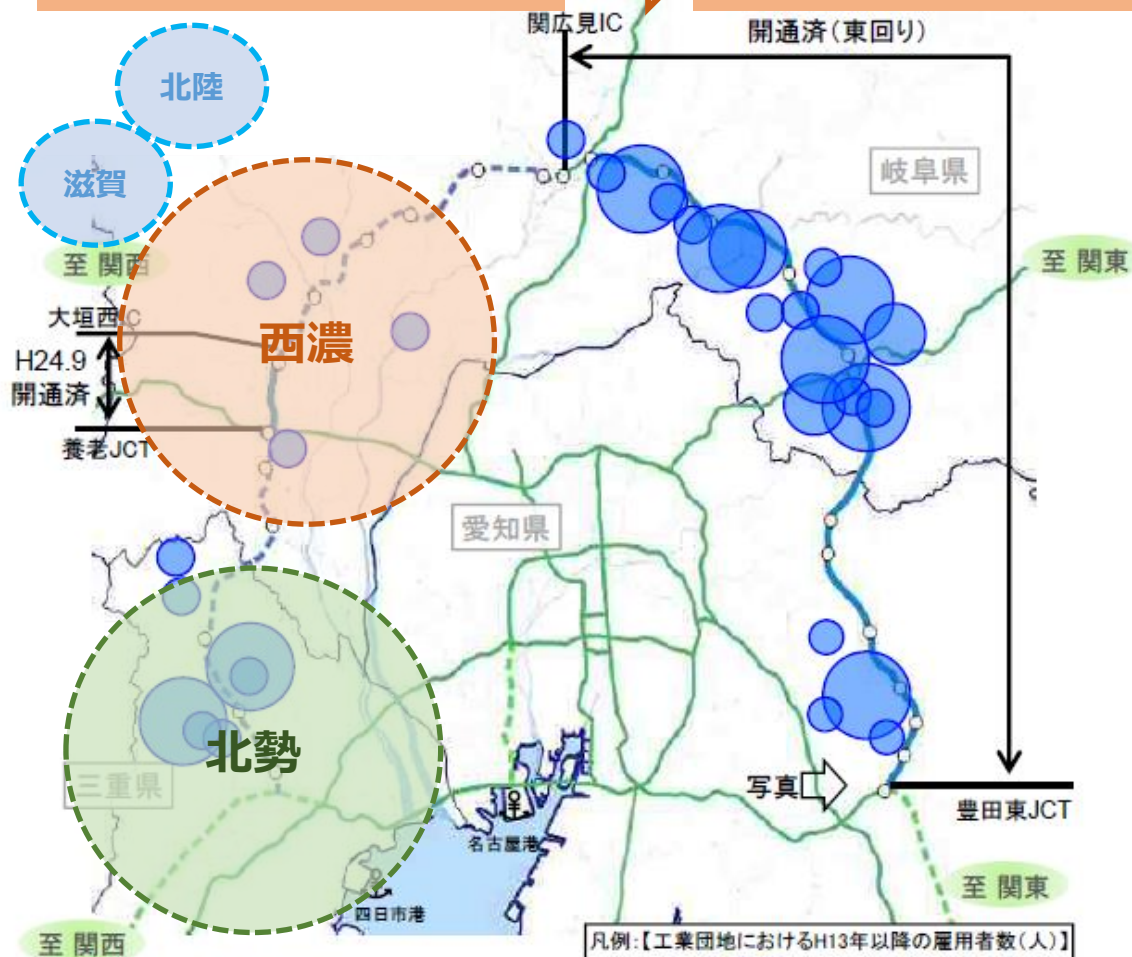 関広見IC
開通済(東回り)
北陸
滋賀
岐阜県
至 関西
至 関東
大垣西IC
西濃
H24.9
開通済
養老JCT
愛知県
北勢
三重県
写真
豊田東JCT
名古屋港
四日市港
至 関東
至 関西
凡例:【工業団地におけるH13年以降の雇用者数(人)】